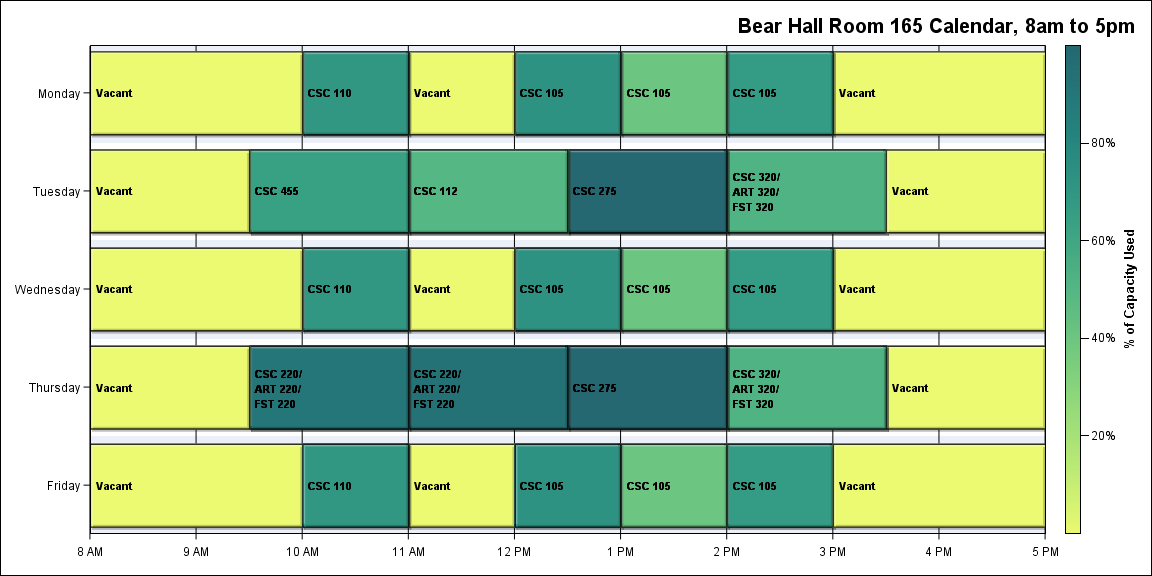 Bear Hall Room 165 Calendar, 8am to 5pm
Monday
Vacant
CSC 110
Vacant
CSC 105
CSC 105
CSC 105
Vacant
Tuesday
Vacant
CSC 455
CSC 112
CSC 275
CSC 320/
ART 320/
FST 320
Vacant
Wednesday
Vacant
CSC 110
Vacant
CSC 105
CSC 105
CSC 105
Vacant
Thursday
Vacant
CSC 220/
ART 220/
FST 220
CSC 220/
ART 220/
FST 220
CSC 275
CSC 320/
ART 320/
FST 320
Vacant
Friday
Vacant
CSC 110
Vacant
CSC 105
CSC 105
CSC 105
Vacant
8 AM
9 AM
10 AM
11 AM
12 PM
1 PM
2 PM
3 PM
4 PM
5 PM
80%
60%
40%
20%
% of Capacity Used